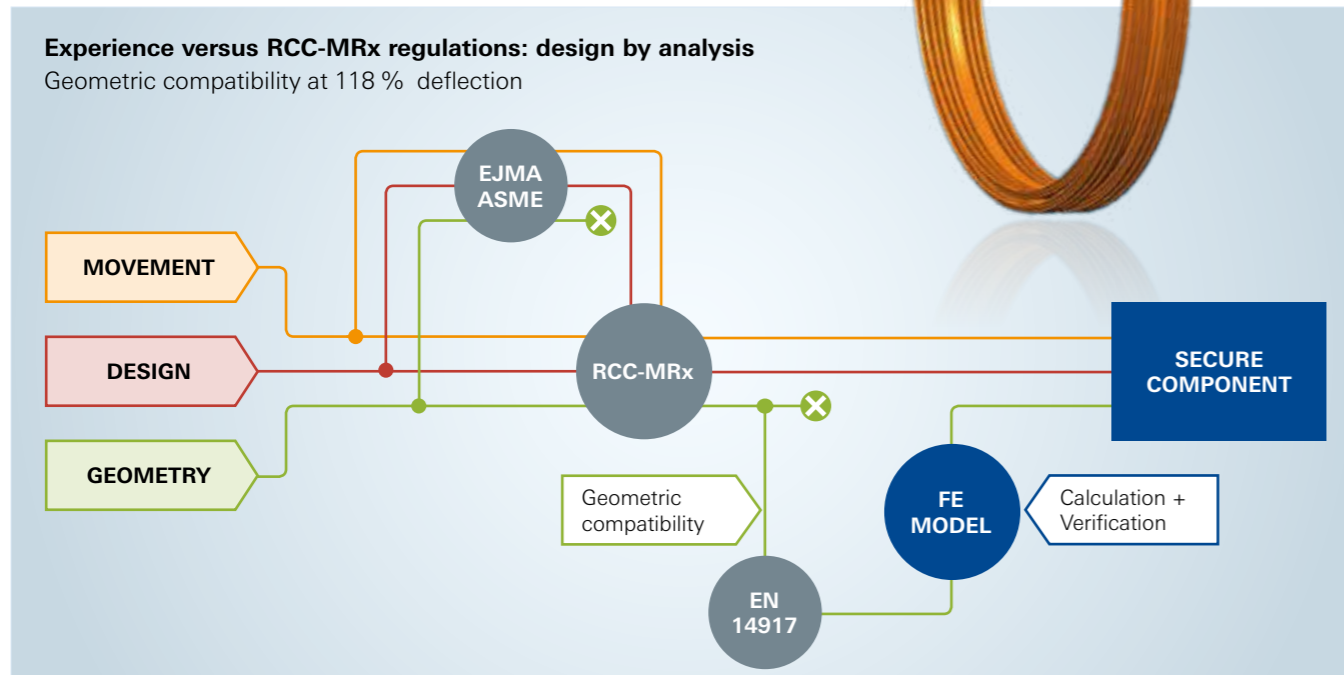 Experience versus RCC-MRx regulations: design by analysis
Geometric compatibility at 118 % deflection
EJMA
ASME
MOVEMENT
DESIGN
GEOMETRY
RCC-MRx
SECURE
COMPONENT
Geometric
compatibility
FE
MODEL
Calculation +
Verification
EN
14917